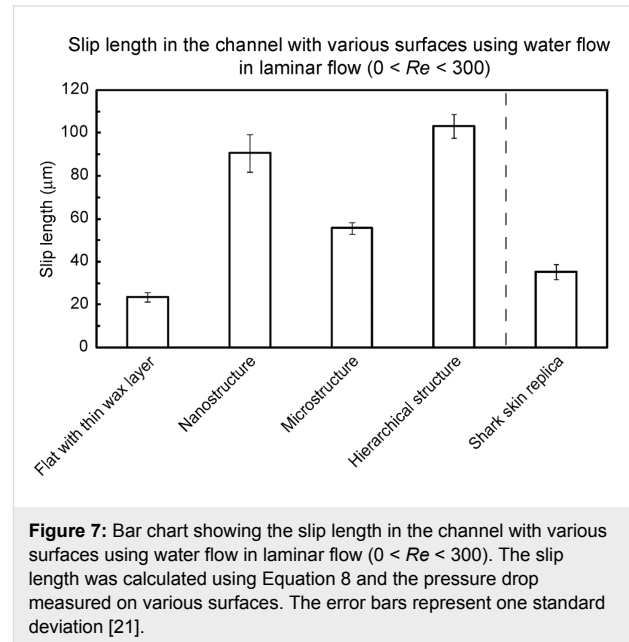 Slip length in the channel with various surfaces using water flow
in laminar flow (0 < Re < 300)
120
100
80
60
40
20
0
Slip length (μm)
Flat with thin wax layer
Nanostructure
Microstructure
Hierarchical structure
Shark skin replica
Figure 7: Bar chart showing the slip length in the channel with various
surfaces using water flow in laminar flow (0 < Re < 300). The slip
length was calculated using Equation 8 and the pressure drop
measured on various surfaces. The error bars represent one standard
deviation [21].